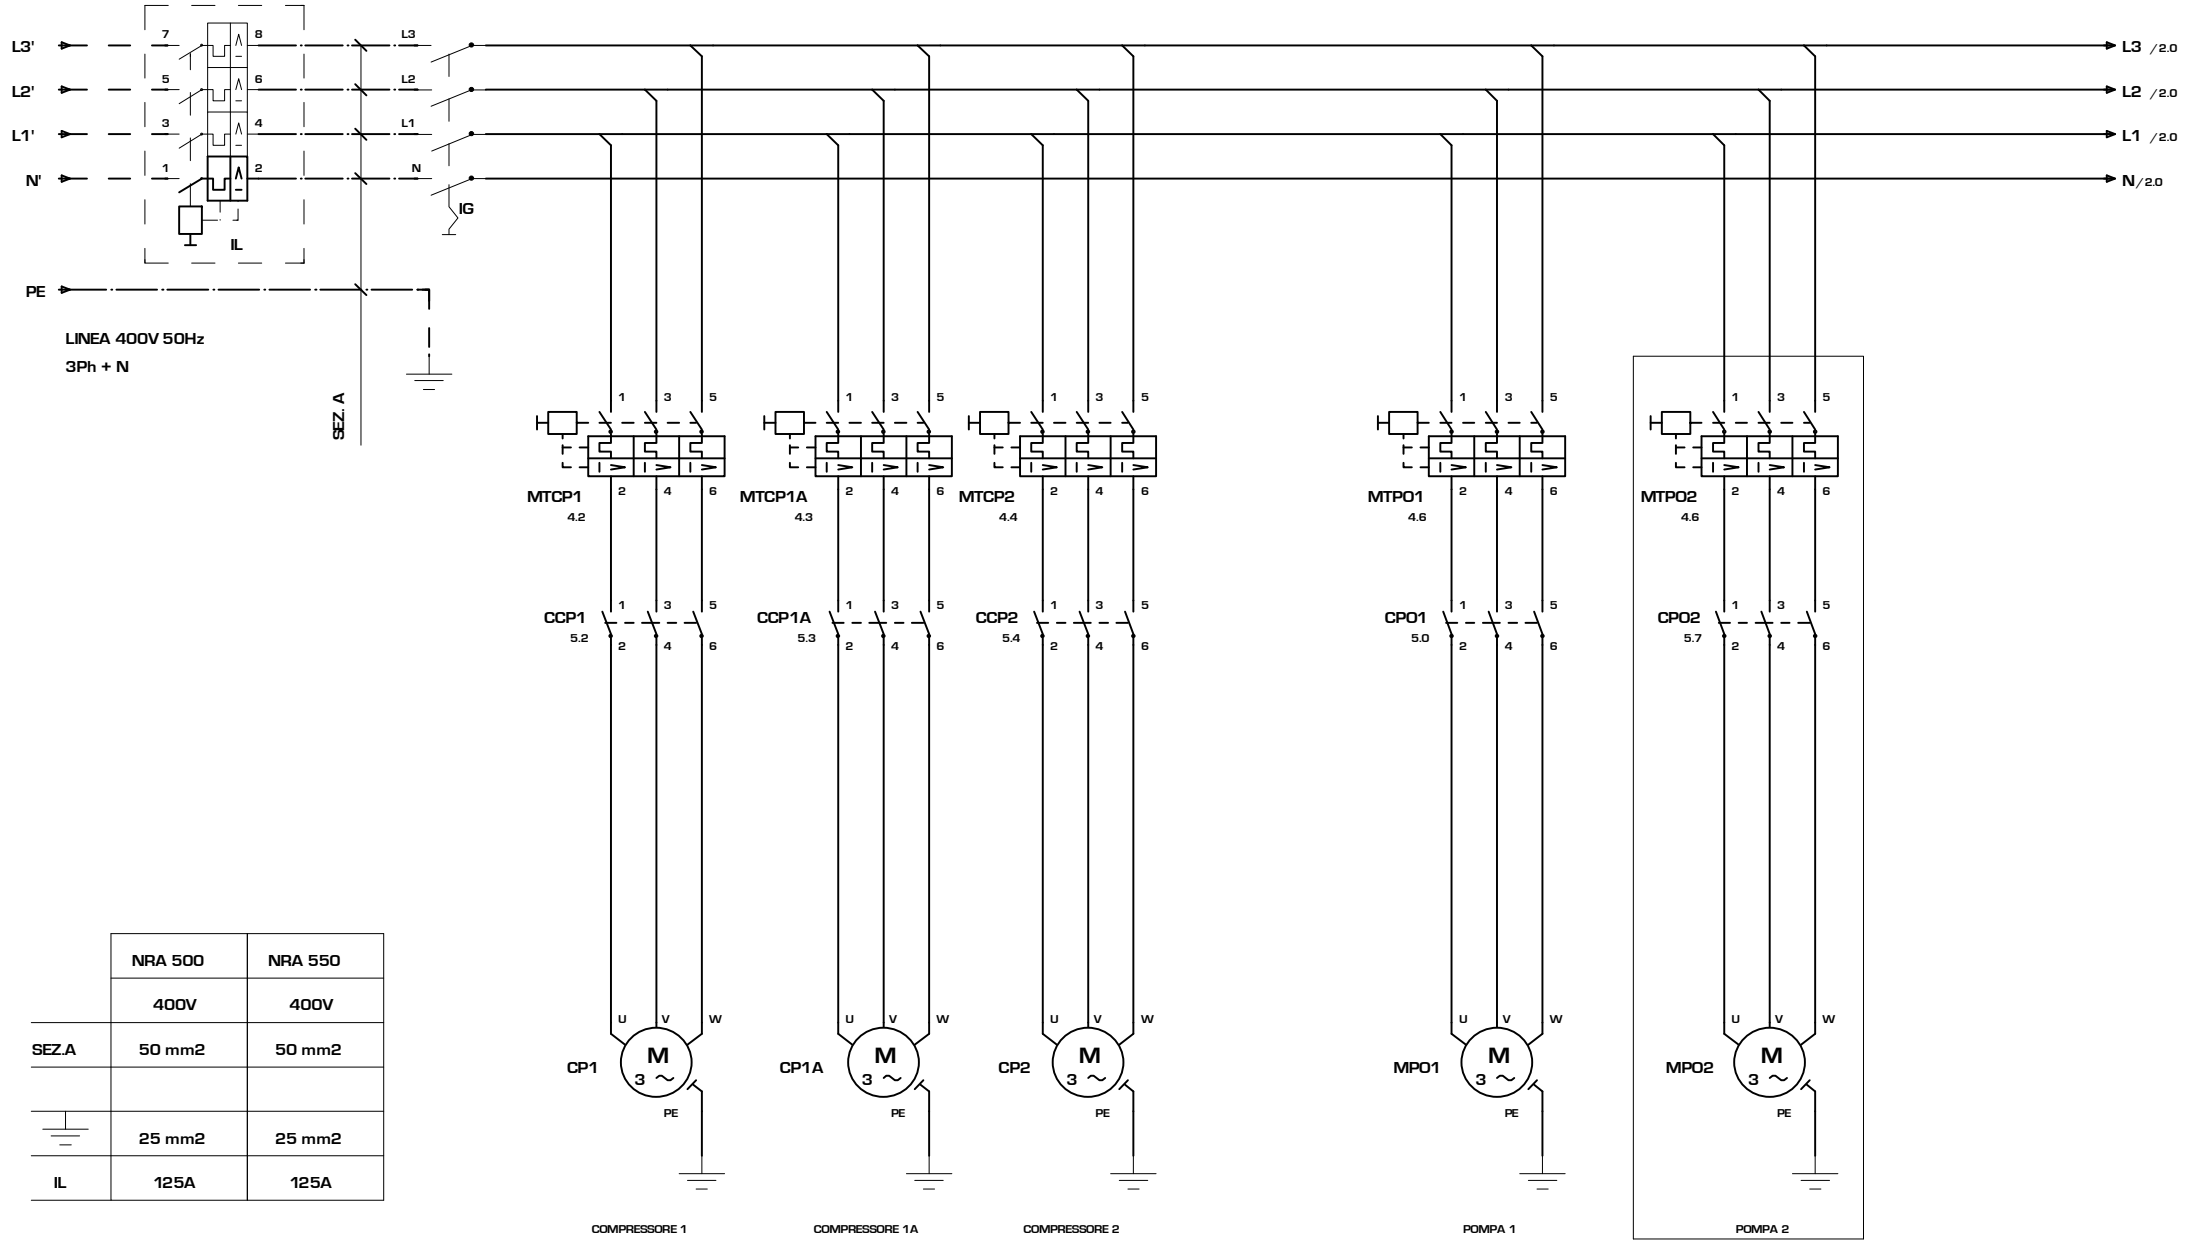 L3' 7 8 L3 L3 /2.0
L2' 5 6 L2 L2 /2.0
L1' 3 4 L1 L1 /2.0
N' 1 2 N N/2.0
IG
IL
PE
LINEA 400V 50Hz
3Ph + N
SEZ. A
1 3 5 1 3 5 1 3 5 1 3 5 1 3 5
MTCP1 2 4 6 MTCP1A 2 4 6 MTCP2 2 4 6 MTPO1 2 4 6 MTPO2 2 4 6
4.2 4.3 4.4 4.6 4.6
1 3 5 1 3 5 1 3 5 1 3 5 1 3 5
CCP1 CCP1A CCP2 CPO1 CPO2
5.2 5.3 5.4 5.0 5.7
2 4 6 2 4 6 2 4 6 2 4 6 2 4 6
NRA 500 NRA 550
400V 400V
SEZ.A 50 mm2 50 mm2
25 mm2 25 mm2
IL 125A 125A
U V W U V W U V W U V W U V W
M M M M M
CP1 CP1A CP2 MPO1 MPO2
3 ~ 3 ~ 3 ~ 3 ~ 3 ~
PE PE PE PE PE
COMPRESSORE 1 COMPRESSORE 1A COMPRESSORE 2 POMPA 1 POMPA 2